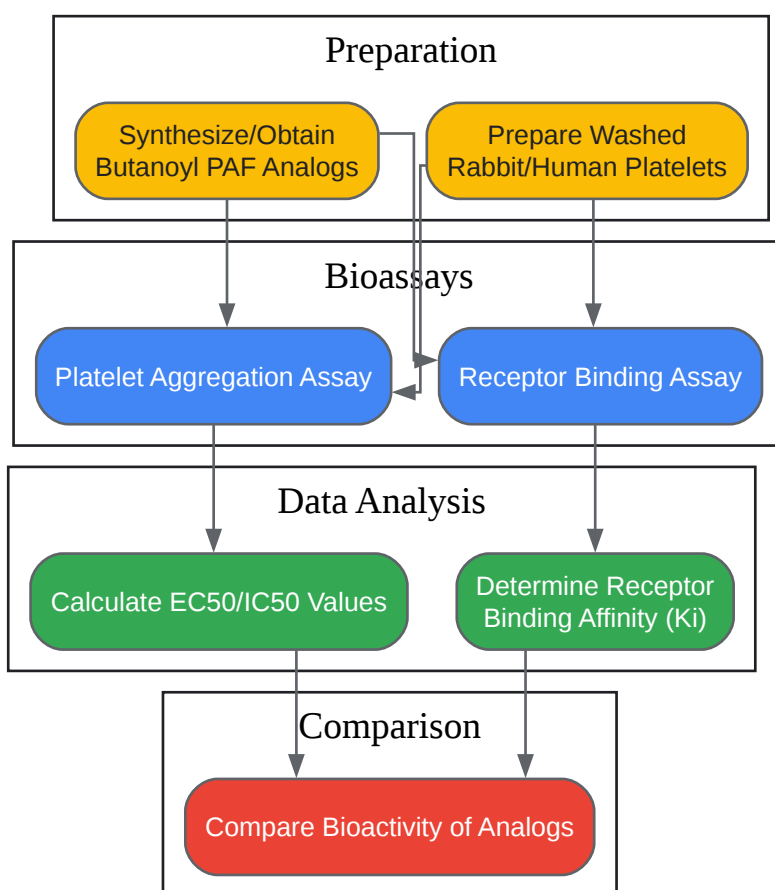 Preparation
Synthesize/Obtain
Butanoyl PAF Analogs
Prepare Washed
Rabbit/Human Platelets
Bioassays
Platelet Aggregation Assay
Receptor Binding Assay
Data Analysis
Calculate EC50/IC50 Values
Determine Receptor
Binding Affinity (Ki)
Comparison
Compare Bioactivity of Analogs